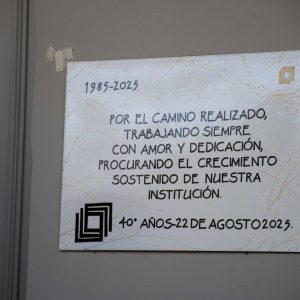 1985-2025
POR EL CAMINO REALIZADO,
TRABAJANDO SIEMPRE
CON AMOR Y DEDICACIÓN,
PROCURANDO EL CRECIMIENTO
SOSTENIDO DE NUESTRA
INSTITUCIÓN.
40° AÑOS-22 DE AGOSTO 2025.